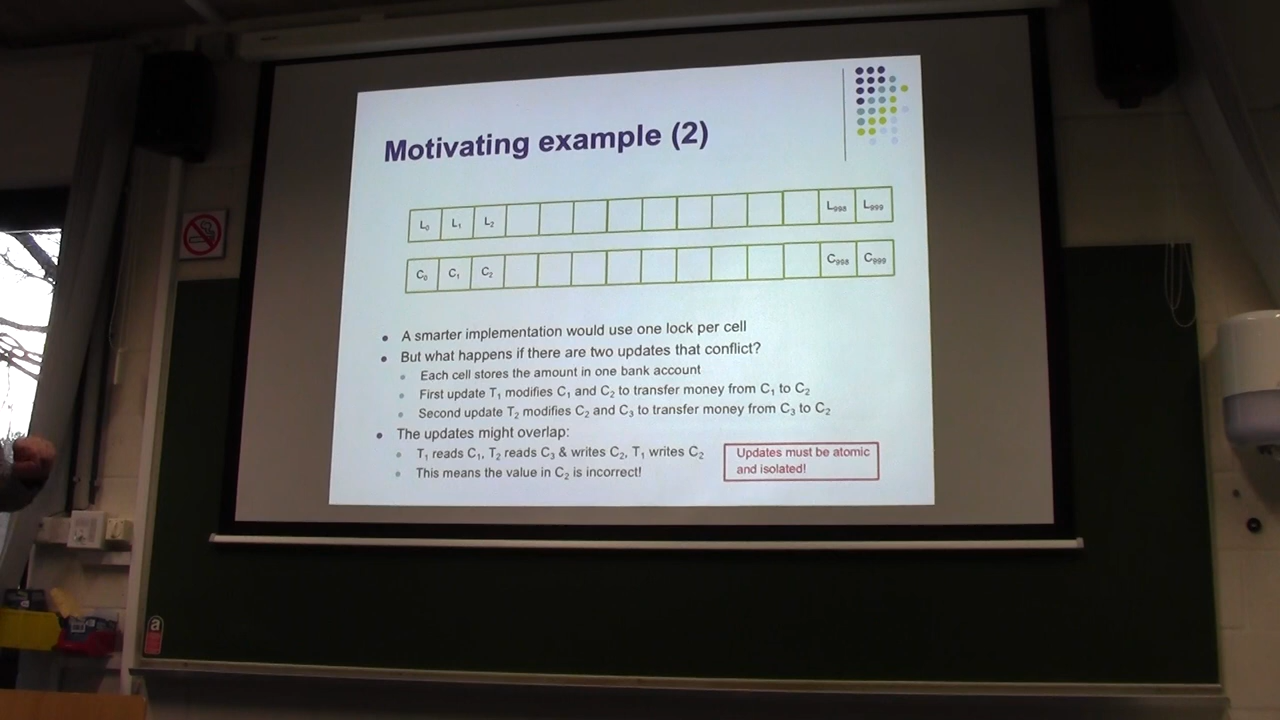 Motivating example (2)
L₀ L₁ L₂ L₉₉₈ L₉₉₉
C₀ C₁ C₂ C₉₉₈ C₉₉₉
● A smarter implementation would use one lock per cell
● But what happens if there are two updates that conflict?
● Each cell stores the amount in one bank account
● First update T₁ modifies C₁ and C₂ to transfer money from C₁ to C₂
● Second update T₂ modifies C₂ and C₃ to transfer money from C₃ to C₂
● The updates might overlap:
● T₁ reads C₁, T₂ reads C₃ & writes C₂, T₁ writes C₂
● This means the value in C₂ is incorrect!
Updates must be atomic
and isolated!
a